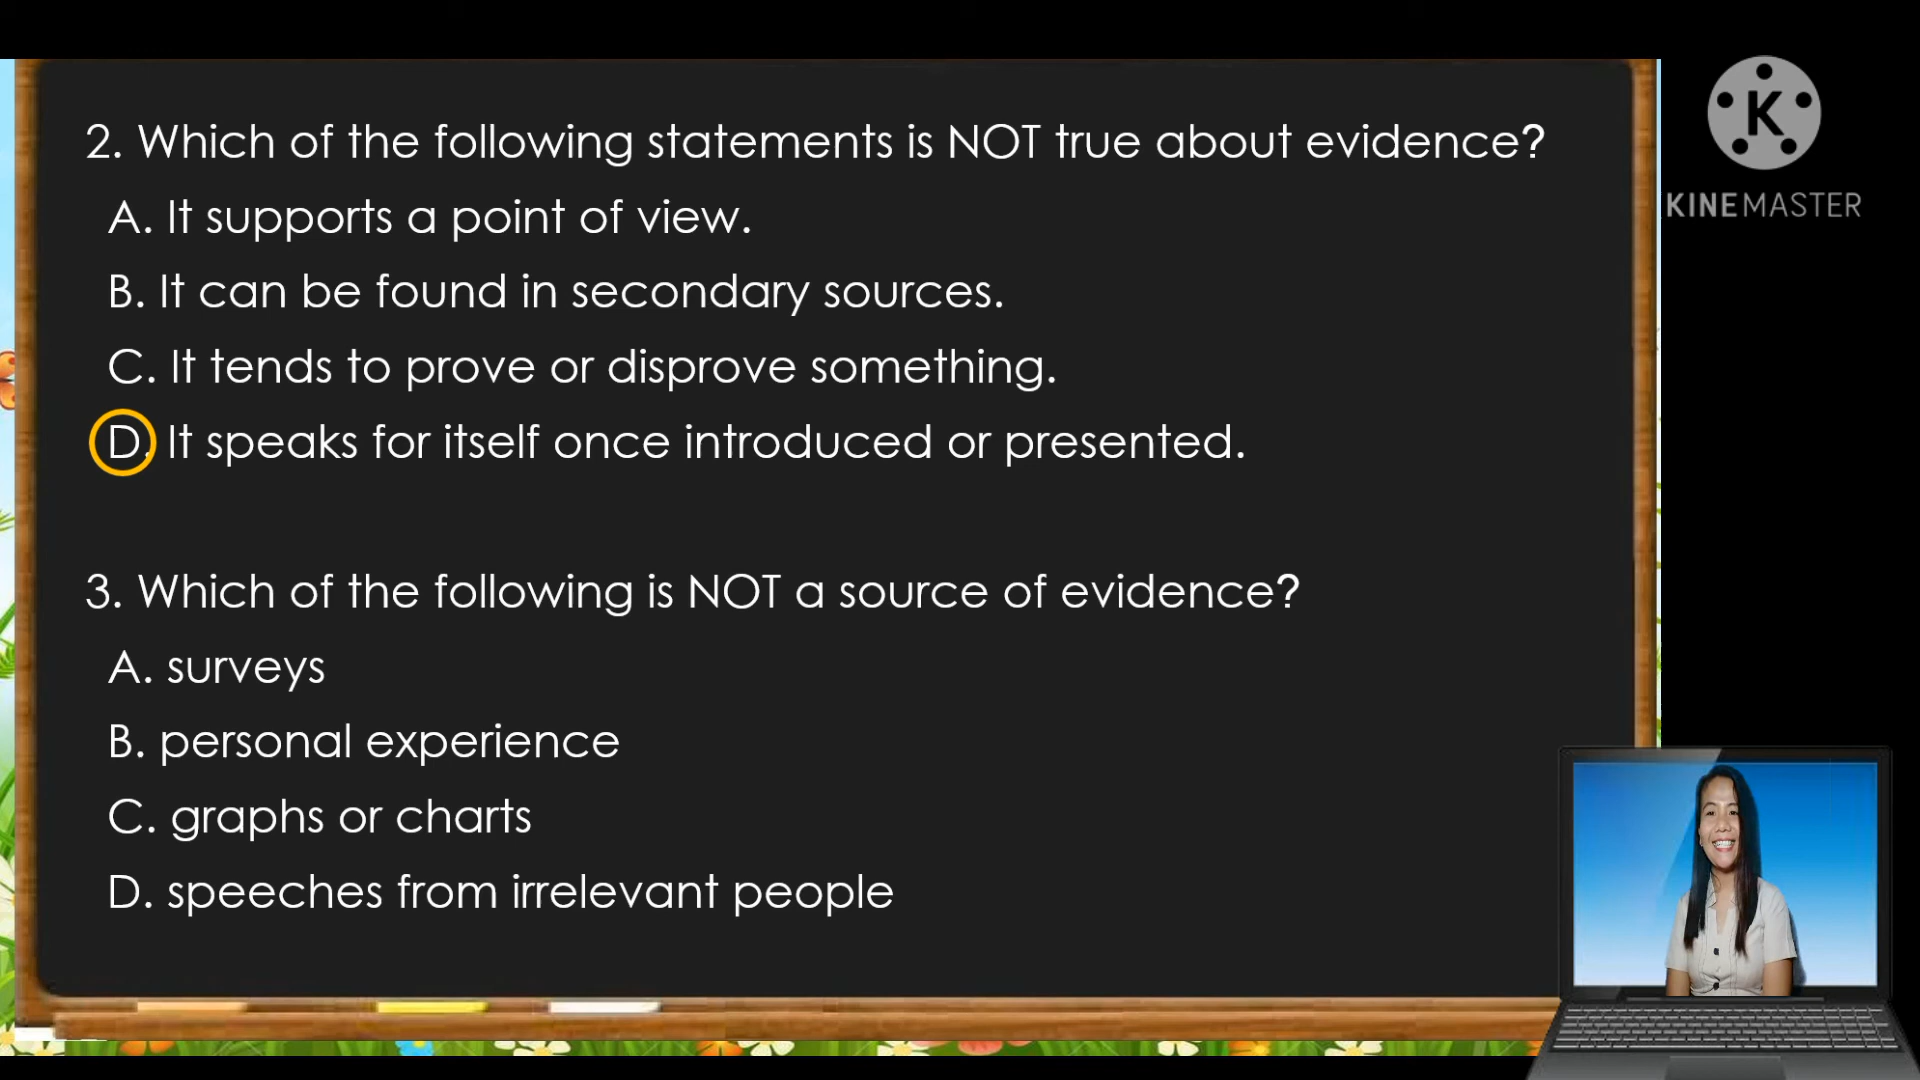 2. Which of the following statements is NOT true about evidence?
A. It supports a point of view.
B. It can be found in secondary sources.
C. It tends to prove or disprove something.
D. It speaks for itself once introduced or presented.
3. Which of the following is NOT a source of evidence?
A. surveys
B. personal experience
C. graphs or charts
D. speeches from irrelevant people
K
KINEMASTER